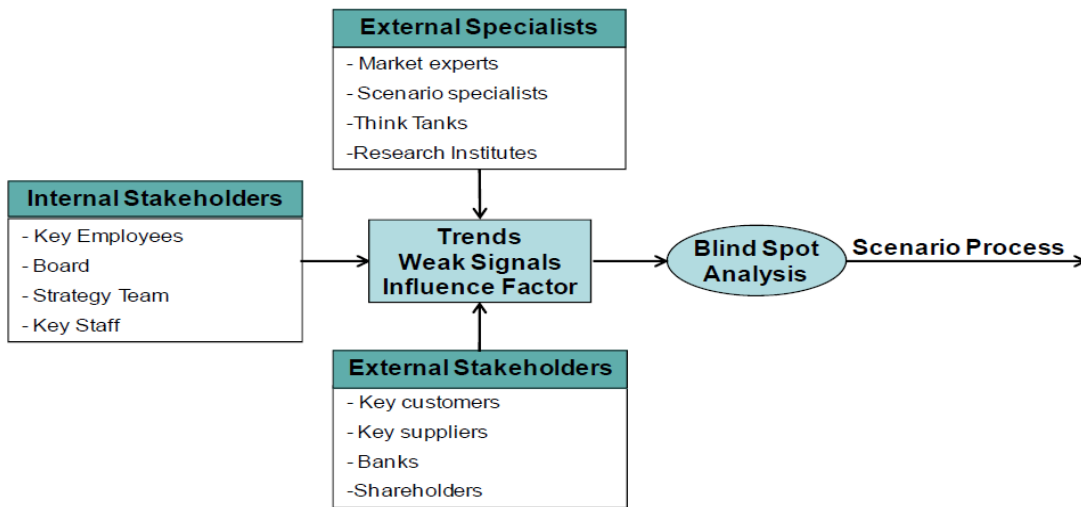 External Specialists
- Market experts
- Scenario specialists
-Think Tanks
-Research Institutes
Internal Stakeholders
- Key Employees
- Board
- Strategy Team
- Key Staff
Trends
Weak Signals
Influence Factor
Blind Spot
Analysis
Scenario Process
External Stakeholders
- Key customers
- Key suppliers
- Banks
-Shareholders